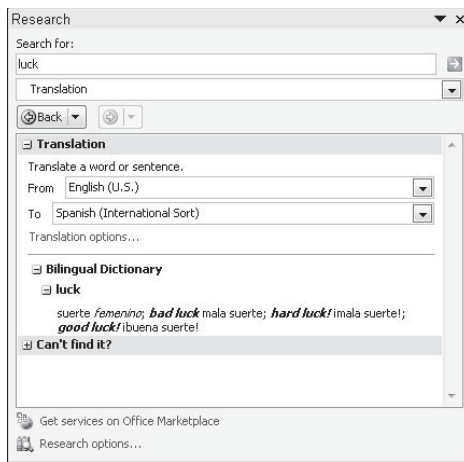 Research
Search for:
luck
Translation
Back
Translation
Translate a word or sentence.
From English (U.S.)
To Spanish (International Sort)
Translation options...
Bilingual Dictionary
luck
suerte femenino; bad luck mala suerte; hard luck! ¡mala suerte!;
good luck! ¡buena suerte!
Can't find it?
Get services on Office Marketplace
Research options...